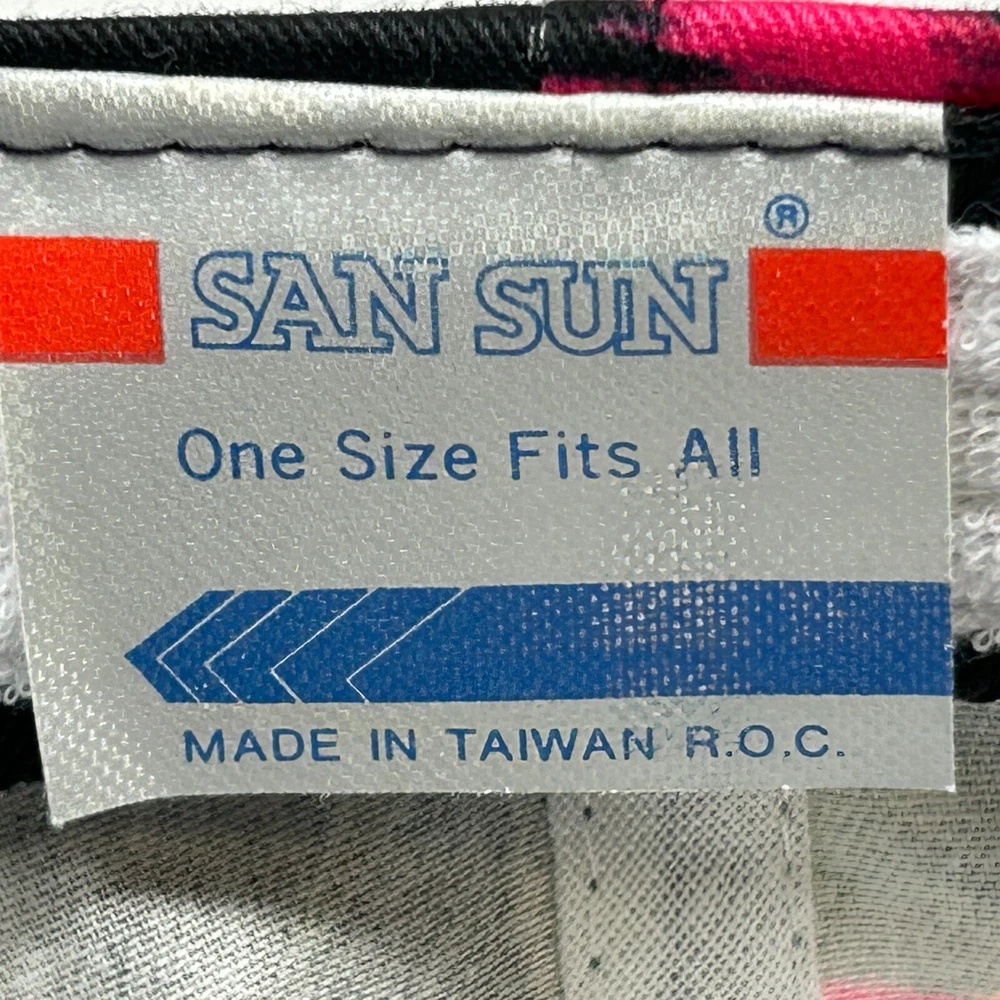 ®
SAN SUN
One Size Fits All
MADE IN TAIWAN R.O.C.